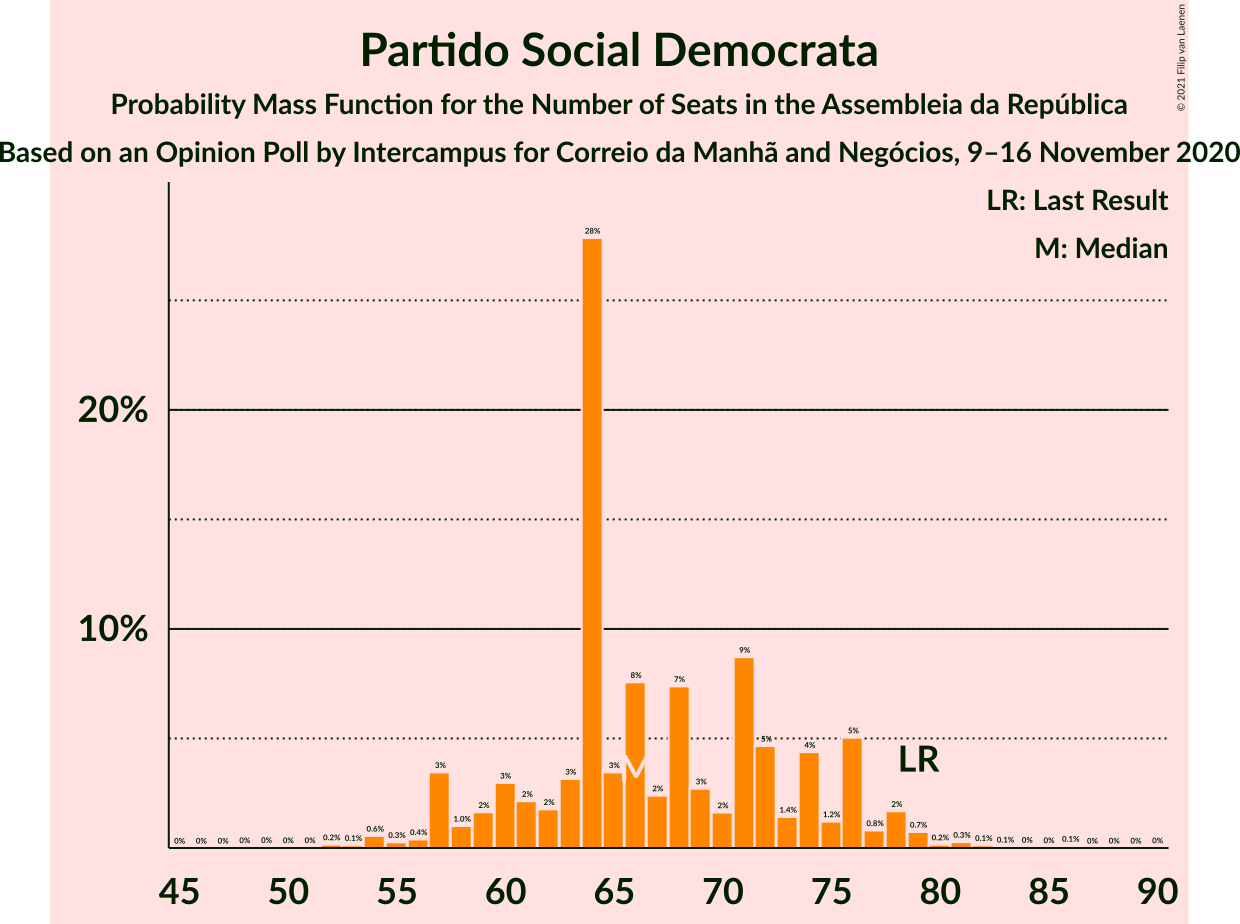 Partido Social Democrata
Probability Mass Function for the Number of Seats in the Assembleia da República
Based on an Opinion Poll by Intercampus for Correio da Manhã and Negócios, 9–16 November 2020
© 2021 Filip van Laenen
LR: Last Result
M: Median
28%
20%
10%
9%
8%
7%
5%
5%
4%
LR
M
3%
3%
3%
3%
3%
2%
2%
2%
2%
1.0%
2%
2%
1.4%
1.2%
0.8%
0.7%
0% 0% 0% 0% 0% 0% 0% 0.2% 0.1% 0.6% 0.3% 0.4% 0.2% 0.3% 0.1% 0.1% 0% 0% 0.1% 0% 0% 0% 0%
45 50 55 60 65 70 75 80 85 90